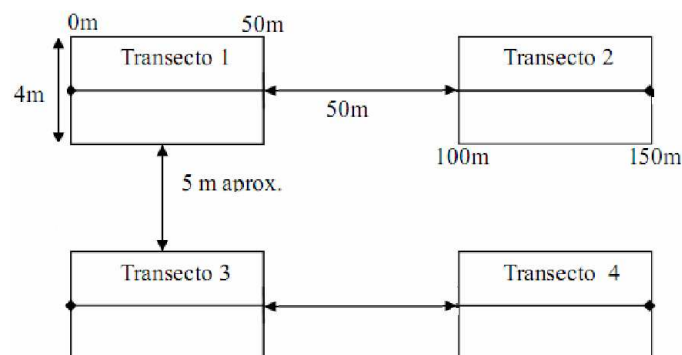 0m 50m
Transecto 1 Transecto 2
4m
50m
100m 150m
5 m aprox.
Transecto 3 Transecto 4